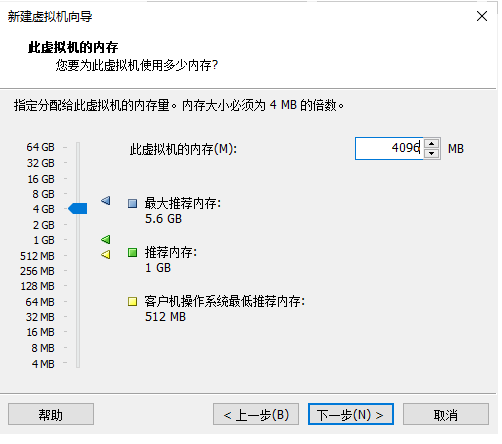 新建虚拟机向导
此虚拟机的内存
您要为此虚拟机使用多少内存?
指定分配给此虚拟机的内存量。内存大小必须为 4 MB 的倍数。
64 GB
32 GB
16 GB
8 GB
4 GB
2 GB
1 GB
512 MB
256 MB
128 MB
64 MB
32 MB
16 MB
8 MB
4 MB
此虚拟机的内存(M):
4096
MB
最大推荐内存:
5.6 GB
推荐内存:
1 GB
客户机操作系统最低推荐内存:
512 MB
帮助
< 上一步(B)
下一步(N) >
取消